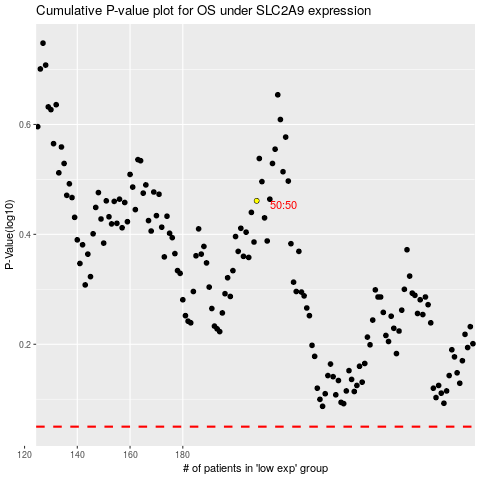 Cumulative P-value plot for OS under SLC2A9 expression
P-Value(log10)
0.6
0.4
0.2
50:50
120 140 160 180
# of patients in 'low exp' group